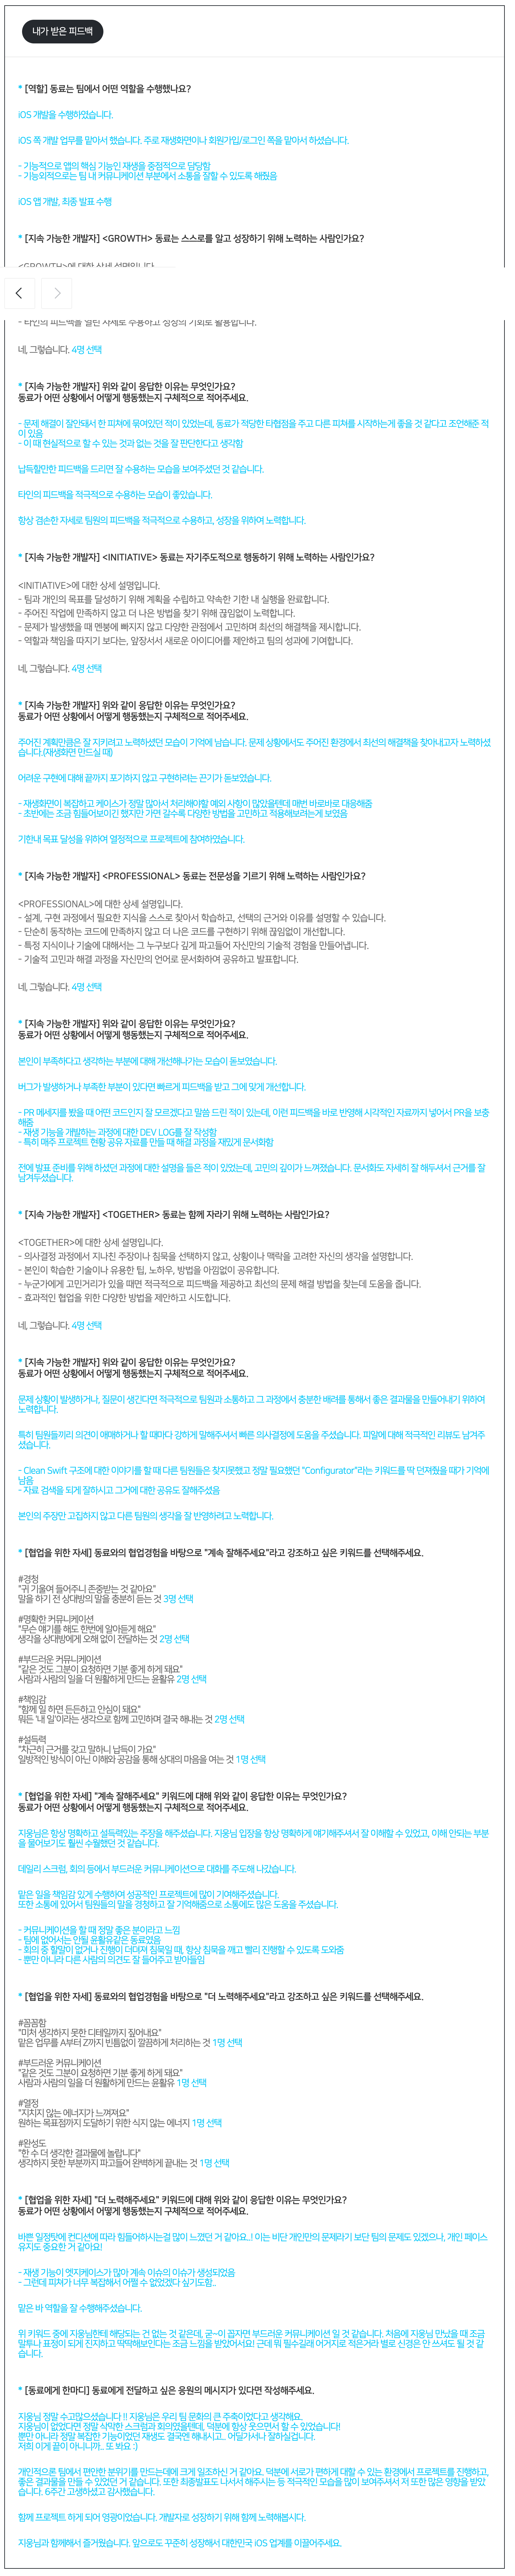 내가 받은 피드백
* [역할] 동료는 팀에서 어떤 역할을 수행했나요?
iOS 개발을 수행하였습니다.
iOS 쪽 개발 업무를 맡아서 했습니다. 주로 재생화면이나 회원가입/로그인 쪽을 맡아서 하셨습니다.
- 기능적으로 앱의 핵심 기능인 재생을 중점적으로 담당함
- 기능외적으로는 팀 내 커뮤니케이션 부분에서 소통을 잘할 수 있도록 해줬음
iOS 앱 개발, 최종 발표 수행
* [지속 가능한 개발자] <GROWTH> 동료는 스스로를 알고 성장하기 위해 노력하는 사람인가요?
<GROWTH>에 대한 상세 설명입니다.
- 타인의 피드백을 열린 자세로 수용하고 성장의 기회로 활용합니다.
네, 그렇습니다. 4명 선택
* [지속 가능한 개발자] 위와 같이 응답한 이유는 무엇인가요?
동료가 어떤 상황에서 어떻게 행동했는지 구체적으로 적어주세요.
- 문제 해결이 잘안돼서 한 피쳐에 묶여있던 적이 있었는데, 동료가 적당한 타협점을 주고 다른 피쳐를 시작하는게 좋을 것 같다고 조언해준 적
이 있음
- 이 때 현실적으로 할 수 있는 것과 없는 것을 잘 판단한다고 생각함
납득할만한 피드백을 드리면 잘 수용하는 모습을 보여주셨던 것 같습니다.
타인의 피드백을 적극적으로 수용하는 모습이 좋았습니다.
항상 겸손한 자세로 팀원의 피드백을 적극적으로 수용하고, 성장을 위하여 노력합니다.
* [지속 가능한 개발자] <INITIATIVE> 동료는 자기주도적으로 행동하기 위해 노력하는 사람인가요?
<INITIATIVE>에 대한 상세 설명입니다.
- 팀과 개인의 목표를 달성하기 위해 계획을 수립하고 약속한 기한 내 실행을 완료합니다.
- 주어진 작업에 만족하지 않고 더 나은 방법을 찾기 위해 끊임없이 노력합니다.
- 문제가 발생했을 때 멘붕에 빠지지 않고 다양한 관점에서 고민하며 최선의 해결책을 제시합니다.
- 역할과 책임을 따지기 보다는, 앞장서서 새로운 아이디어를 제안하고 팀의 성과에 기여합니다.
네, 그렇습니다. 4명 선택
* [지속 가능한 개발자] 위와 같이 응답한 이유는 무엇인가요?
동료가 어떤 상황에서 어떻게 행동했는지 구체적으로 적어주세요.
주어진 계획만큼은 잘 지키려고 노력하셨던 모습이 기억에 남습니다. 문제 상황에서도 주어진 환경에서 최선의 해결책을 찾아내고자 노력하셨
습니다.(재생화면 만드실 때)
어려운 구현에 대해 끝까지 포기하지 않고 구현하려는 끈기가 돋보였습니다.
- 재생화면이 복잡하고 케이스가 정말 많아서 처리해야할 예외 사항이 많았을텐데 매번 바로바로 대응해줌
- 초반에는 조금 힘들어보이긴 했지만 가면 갈수록 다양한 방법을 고민하고 적용해보려는게 보였음
기한내 목표 달성을 위하여 열정적으로 프로젝트에 참여하였습니다.
* [지속 가능한 개발자] <PROFESSIONAL> 동료는 전문성을 기르기 위해 노력하는 사람인가요?
<PROFESSIONAL>에 대한 상세 설명입니다.
- 설계, 구현 과정에서 필요한 지식을 스스로 찾아서 학습하고, 선택의 근거와 이유를 설명할 수 있습니다.
- 단순히 동작하는 코드에 만족하지 않고 더 나은 코드를 구현하기 위해 끊임없이 개선합니다.
- 특정 지식이나 기술에 대해서는 그 누구보다 깊게 파고들어 자신만의 기술적 경험을 만들어냅니다.
- 기술적 고민과 해결 과정을 자신만의 언어로 문서화하여 공유하고 발표합니다.
네, 그렇습니다. 4명 선택
* [지속 가능한 개발자] 위와 같이 응답한 이유는 무엇인가요?
동료가 어떤 상황에서 어떻게 행동했는지 구체적으로 적어주세요.
본인이 부족하다고 생각하는 부분에 대해 개선해나가는 모습이 돋보였습니다.
버그가 발생하거나 부족한 부분이 있다면 빠르게 피드백을 받고 그에 맞게 개선합니다.
- PR 메세지를 봤을 때 어떤 코드인지 잘 모르겠다고 말씀 드린 적이 있는데, 이런 피드백을 바로 반영해 시각적인 자료까지 넣어서 PR을 보충
해줌
- 재생 기능을 개발하는 과정에 대한 DEV LOG를 잘 작성함
- 특히 매주 프로젝트 현황 공유 자료를 만들 때 해결 과정을 재밌게 문서화함
전에 발표 준비를 위해 하셨던 과정에 대한 설명을 들은 적이 있었는데, 고민의 깊이가 느껴졌습니다. 문서화도 자세히 잘 해두셔서 근거를 잘
남겨두셨습니다.
* [지속 가능한 개발자] <TOGETHER> 동료는 함께 자라기 위해 노력하는 사람인가요?
<TOGETHER>에 대한 상세 설명입니다.
- 의사결정 과정에서 지나친 주장이나 침묵을 선택하지 않고, 상황이나 맥락을 고려한 자신의 생각을 설명합니다.
- 본인이 학습한 기술이나 유용한 팁, 노하우, 방법을 아낌없이 공유합니다.
- 누군가에게 고민거리가 있을 때면 적극적으로 피드백을 제공하고 최선의 문제 해결 방법을 찾는데 도움을 줍니다.
- 효과적인 협업을 위한 다양한 방법을 제안하고 시도합니다.
네, 그렇습니다. 4명 선택
* [지속 가능한 개발자] 위와 같이 응답한 이유는 무엇인가요?
동료가 어떤 상황에서 어떻게 행동했는지 구체적으로 적어주세요.
문제 상황이 발생하거나, 질문이 생긴다면 적극적으로 팀원과 소통하고 그 과정에서 충분한 배려를 통해서 좋은 결과물을 만들어내기 위하여
노력합니다.
특히 팀원들끼리 의견이 애매하거나 할 때마다 강하게 말해주셔서 빠른 의사결정에 도움을 주셨습니다. 피알에 대해 적극적인 리뷰도 남겨주
셨습니다.
- Clean Swift 구조에 대한 이야기를 할 때 다른 팀원들은 찾지못했고 정말 필요했던 "Configurator"라는 키워드를 딱 던져줬을 때가 기억에
남음
- 자료 검색을 되게 잘하시고 그거에 대한 공유도 잘해주셨음
본인의 주장만 고집하지 않고 다른 팀원의 생각을 잘 반영하려고 노력합니다.
* [협업을 위한 자세] 동료와의 협업경험을 바탕으로 "계속 잘해주세요"라고 강조하고 싶은 키워드를 선택해주세요.
#경청
"귀 기울여 들어주니 존중받는 것 같아요"
말을 하기 전 상대방의 말을 충분히 듣는 것 3명 선택
#명확한 커뮤니케이션
"무슨 얘기를 해도 한번에 알아듣게 해요"
생각을 상대방에게 오해 없이 전달하는 것 2명 선택
#부드러운 커뮤니케이션
"같은 것도 그분이 요청하면 기분 좋게 하게 돼요"
사람과 사람의 일을 더 원활하게 만드는 윤활유 2명 선택
#책임감
"함께 일 하면 든든하고 안심이 돼요"
뭐든 '내 일'이라는 생각으로 함께 고민하며 결국 해내는 것 2명 선택
#설득력
"차근히 근거를 갖고 말하니 납득이 가요"
일방적인 방식이 아닌 이해와 공감을 통해 상대의 마음을 여는 것 1명 선택
* [협업을 위한 자세] "계속 잘해주세요" 키워드에 대해 위와 같이 응답한 이유는 무엇인가요?
동료가 어떤 상황에서 어떻게 행동했는지 구체적으로 적어주세요.
지웅님은 항상 명확하고 설득력있는 주장을 해주셨습니다. 지웅님 입장을 항상 명확하게 얘기해주셔서 잘 이해할 수 있었고, 이해 안되는 부분
을 물어보기도 훨씬 수월했던 것 같습니다.
데일리 스크럼, 회의 등에서 부드러운 커뮤니케이션으로 대화를 주도해 나갔습니다.
맡은 일을 책임감 있게 수행하여 성공적인 프로젝트에 많이 기여해주셨습니다.
또한 소통에 있어서 팀원들의 말을 경청하고 잘 기억해줌으로 소통에도 많은 도움을 주셨습니다.
- 커뮤니케이션을 할 때 정말 좋은 분이라고 느낌
- 팀에 없어서는 안될 윤활유같은 동료였음
- 회의 중 할말이 없거나 진행이 더뎌져 침묵일 때, 항상 침묵을 깨고 빨리 진행할 수 있도록 도와줌
- 뿐만 아니라 다른 사람의 의견도 잘 들어주고 받아들임
* [협업을 위한 자세] 동료와의 협업경험을 바탕으로 "더 노력해주세요"라고 강조하고 싶은 키워드를 선택해주세요.
#꼼꼼함
"미처 생각하지 못한 디테일까지 짚어내요"
맡은 업무를 A부터 Z까지 빈틈없이 깔끔하게 처리하는 것 1명 선택
#부드러운 커뮤니케이션
"같은 것도 그분이 요청하면 기분 좋게 하게 돼요"
사람과 사람의 일을 더 원활하게 만드는 윤활유 1명 선택
#열정
"지치지 않는 에너지가 느껴져요"
원하는 목표점까지 도달하기 위한 식지 않는 에너지 1명 선택
#완성도
"한 수 더 생각한 결과물에 놀랍니다"
생각하지 못한 부분까지 파고들어 완벽하게 끝내는 것 1명 선택
* [협업을 위한 자세] "더 노력해주세요" 키워드에 대해 위와 같이 응답한 이유는 무엇인가요?
동료가 어떤 상황에서 어떻게 행동했는지 구체적으로 적어주세요.
바쁜 일정탓에 컨디션에 따라 힘들어하시는걸 많이 느꼈던 거 같아요..! 이는 비단 개인만의 문제라기 보단 팀의 문제도 있겠으나, 개인 페이스
유지도 중요한 거 같아요!
- 재생 기능이 엣지케이스가 많아 계속 이슈의 이슈가 생성되었음
- 그런데 피쳐가 너무 복잡해서 어쩔 수 없었겠다 싶기도함..
맡은 바 역할을 잘 수행해주셨습니다.
위 키워드 중에 지웅님한테 해당되는 건 없는 것 같은데, 굳~이 꼽자면 부드러운 커뮤니케이션 일 것 같습니다. 처음에 지웅님 만났을 때 조금
말투나 표정이 되게 진지하고 딱딱해보인다는 조금 느낌을 받았어서요! 근데 뭐 필수길래 어거지로 적은거라 별로 신경은 안 쓰셔도 될 것 같
습니다.
* [동료에게 한마디] 동료에게 전달하고 싶은 응원의 메시지가 있다면 작성해주세요.
지웅님 정말 수고많으셨습니다 !! 지웅님은 우리 팀 문화의 큰 주축이었다고 생각해요.
지웅님이 없었다면 정말 삭막한 스크럼과 회의였을텐데, 덕분에 항상 웃으면서 할 수 있었습니다!
뿐만 아니라 정말 복잡한 기능이었던 재생도 결국엔 해내시고.. 어딜가셔나 잘하실겁니다.
저희 이게 끝이 아니니까.. 또 봐요 :)
개인적으론 팀에서 편안한 분위기를 만드는데에 크게 일조하신 거 같아요. 덕분에 서로가 편하게 대할 수 있는 환경에서 프로젝트를 진행하고,
좋은 결과물을 만들 수 있었던 거 같습니다. 또한 최종발표도 나서서 해주시는 등 적극적인 모습을 많이 보여주셔서 저 또한 많은 영향을 받았
습니다. 6주간 고생하셨고 감사했습니다.
함께 프로젝트 하게 되어 영광이었습니다. 개발자로 성장하기 위해 함께 노력해봅시다.
지웅님과 함께해서 즐거웠습니다. 앞으로도 꾸준히 성장해서 대한민국 iOS 업계를 이끌어주세요.